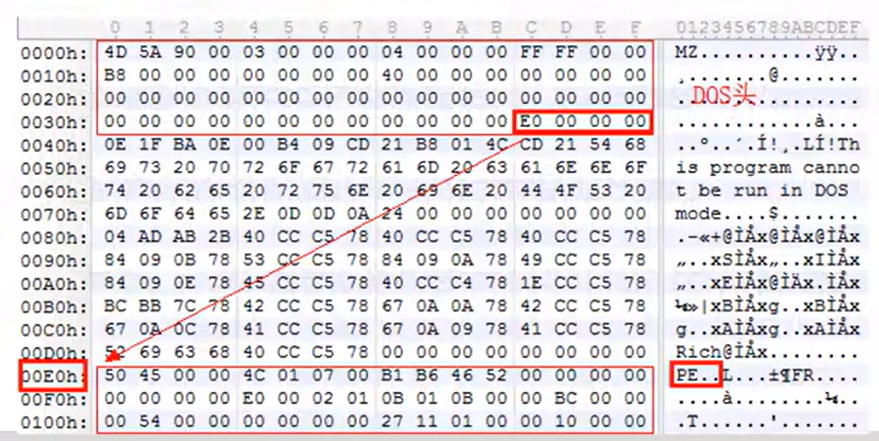 0 1 2 3 4 5 6 7 8 9 A B C D E F 0123456789ABCDEF
0000h: 4D 5A 90 00 03 00 00 00 04 00 00 00 FF FF 00 00 MZ..........ÿÿ..
0010h: B8 00 00 00 00 00 00 00 40 00 00 00 00 00 00 00 ¸.......@.......
0020h: 00 00 00 00 00 00 00 00 00 00 00 00 00 00 00 00 ................
DOS头
0030h: 00 00 00 00 00 00 00 00 00 00 00 00 E0 00 00 00 ............à...
0040h: 0E 1F BA 0E 00 B4 09 CD 21 B8 01 4C CD 21 54 68 ..º..´.Í!¸.LÍ!Th
0050h: 69 73 20 70 72 6F 67 72 61 6D 20 63 61 6E 6E 6F is program canno
0060h: 74 20 62 65 20 72 75 6E 20 69 6E 20 44 4F 53 20 t be run in DOS
0070h: 6D 6F 64 65 2E 0D 0D 0A 24 00 00 00 00 00 00 00 mode....$.......
0080h: 04 AD AB 2B 40 CC C5 78 40 CC C5 78 40 CC C5 78 .-«+@ÌÅx@ÌÅx@ÌÅx
0090h: 84 09 0B 78 53 CC C5 78 84 09 0A 78 49 CC C5 78 „..xSÌÅx„..xIÌÅx
00A0h: 84 09 0E 78 45 CC C5 78 40 CC C4 78 1E CC C5 78 „..xEÌÅx@ÌÄx.ÌÅx
00B0h: BC BB 7C 78 42 CC C5 78 67 0A 0A 78 42 CC C5 78 ¼»|xBÌÅxg..xBÌÅx
00C0h: 67 0A 0C 78 41 CC C5 78 67 0A 09 78 41 CC C5 78 g..xAÌÅxg..xAÌÅx
00D0h: 52 69 63 68 40 CC C5 78 00 00 00 00 00 00 00 00 Rich@ÌÅx........
00E0h: 50 45 00 00 4C 01 07 00 B1 B6 46 52 00 00 00 00 PE..L...±¶FR....
00F0h: 00 00 00 00 E0 00 02 01 0B 01 0B 00 00 BC 00 00 ....à........¼..
0100h: 00 54 00 00 00 00 00 00 27 11 01 00 00 10 00 00 .T......'.......